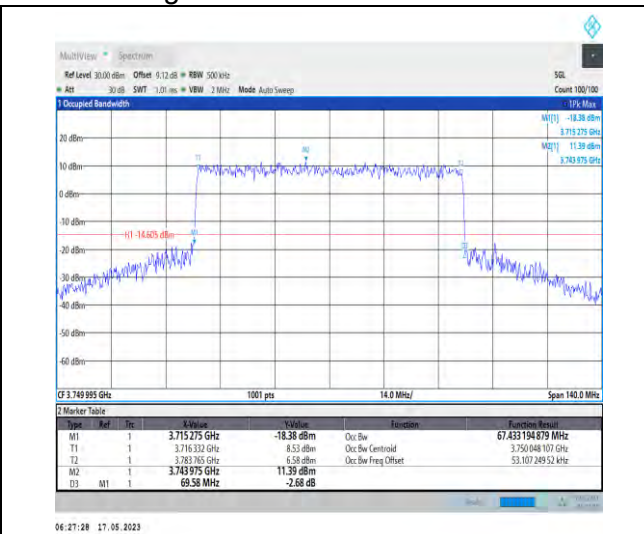 MultiView Spectrum
Ref Level 30.00 dBm Offset 9.12 dB RBW 500 kHz SGL
Att 30 dB SWT 1.01 ms VBW 2 MHz Mode Auto Sweep Count 100/100
1 Occupied Bandwidth 1Pk Max
M1[1] -18.38 dBm
3.715 275 GHz
20 dBm M2[1] 11.39 dBm
3.743 975 GHz
M2
T1
10 dBm
0 dBm
-10 dBm
H1 -14.605 dBm M1
-20 dBm D3
-30 dBm
-40 dBm
-50 dBm
-60 dBm
CF 3.749 995 GHz 1001 pts 14.0 MHz/ Span 140.0 MHz
2 Marker Table
Type Ref Trc X-Value Y-Value Function Function Result
M1 1 3.715 275 GHz -18.38 dBm Occ Bw 67.433 194 879 MHz
T1 1 3.716 332 GHz 8.53 dBm Occ Bw Centroid 3.750 048 107 GHz
T2 1 3.783 765 GHz 6.58 dBm Occ Bw Freq Offset 53.107 249 52 kHz
M2 1 3.743 975 GHz 11.39 dBm
D3 M1 1 69.58 MHz -2.68 dB
06:27:28 17.05.2023